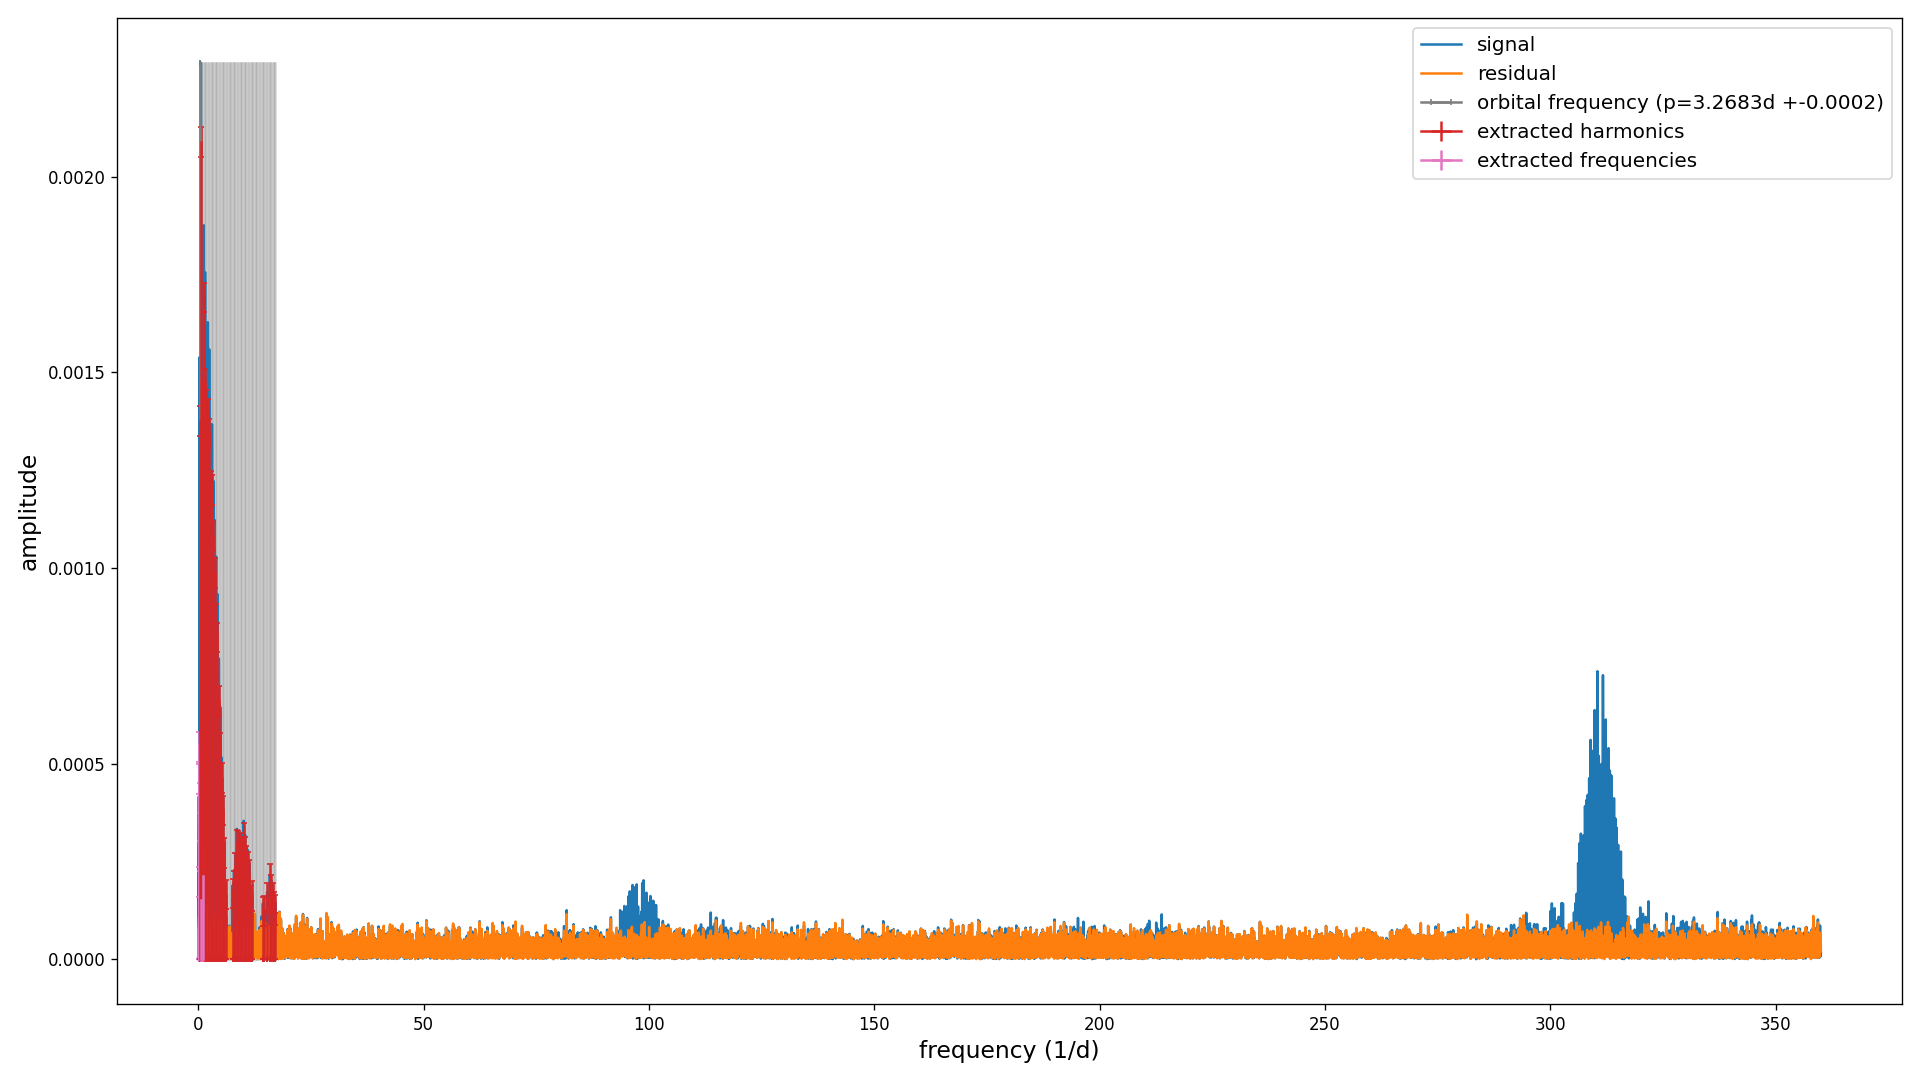 signal
residual
orbital frequency (p=3.2683d +-0.0002)
extracted harmonics
extracted frequencies
0.0020
0.0015
0.0010
0.0005
0.0000
amplitude
0 50 100 150 200 250 300 350
frequency (1/d)